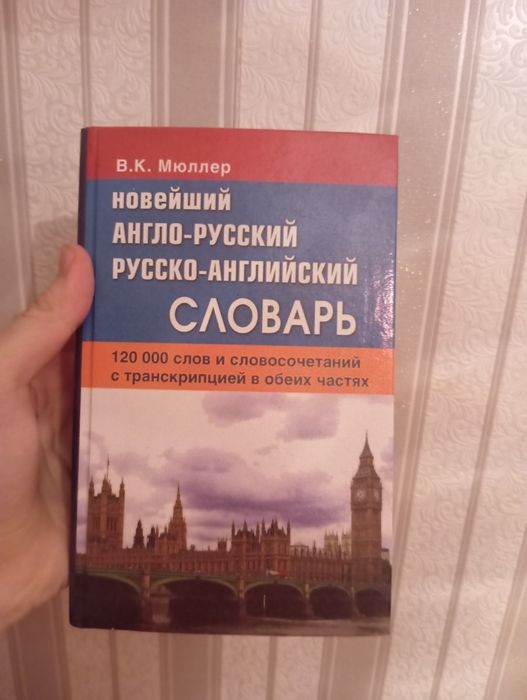 В.К. Мюллер
новейший
АНГЛО-РУССКИЙ
РУССКО-АНГЛИЙСКИЙ
СЛОВАРЬ
120 000 слов и словосочетаний
с транскрипцией в обеих частях